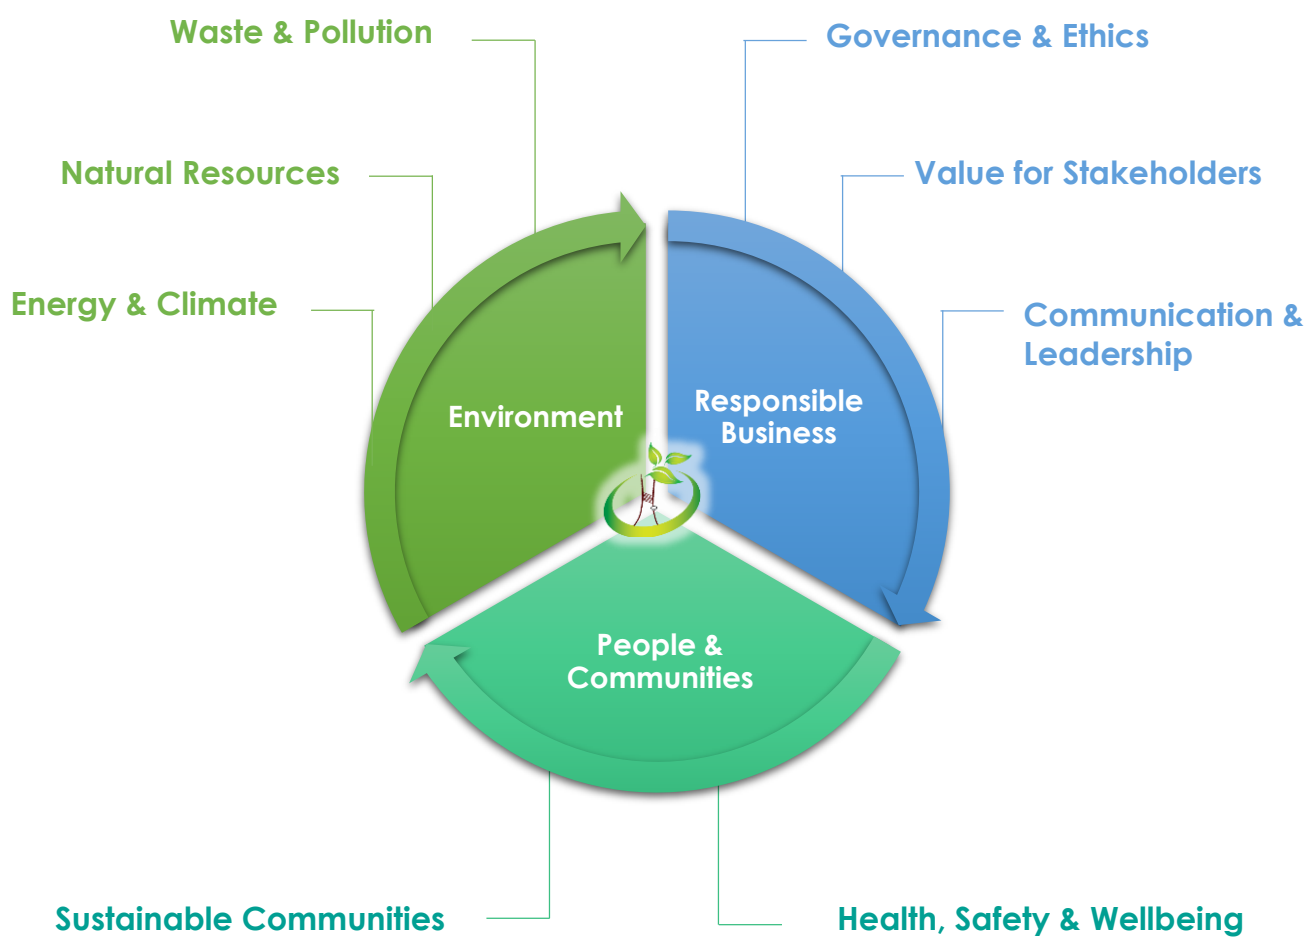 Waste & Pollution
Governance & Ethics
Natural Resources
Value for Stakeholders
Energy & Climate
Communication &
Leadership
Environment
Responsible
Business
People &
Communities
Sustainable Communities
Health, Safety & Wellbeing